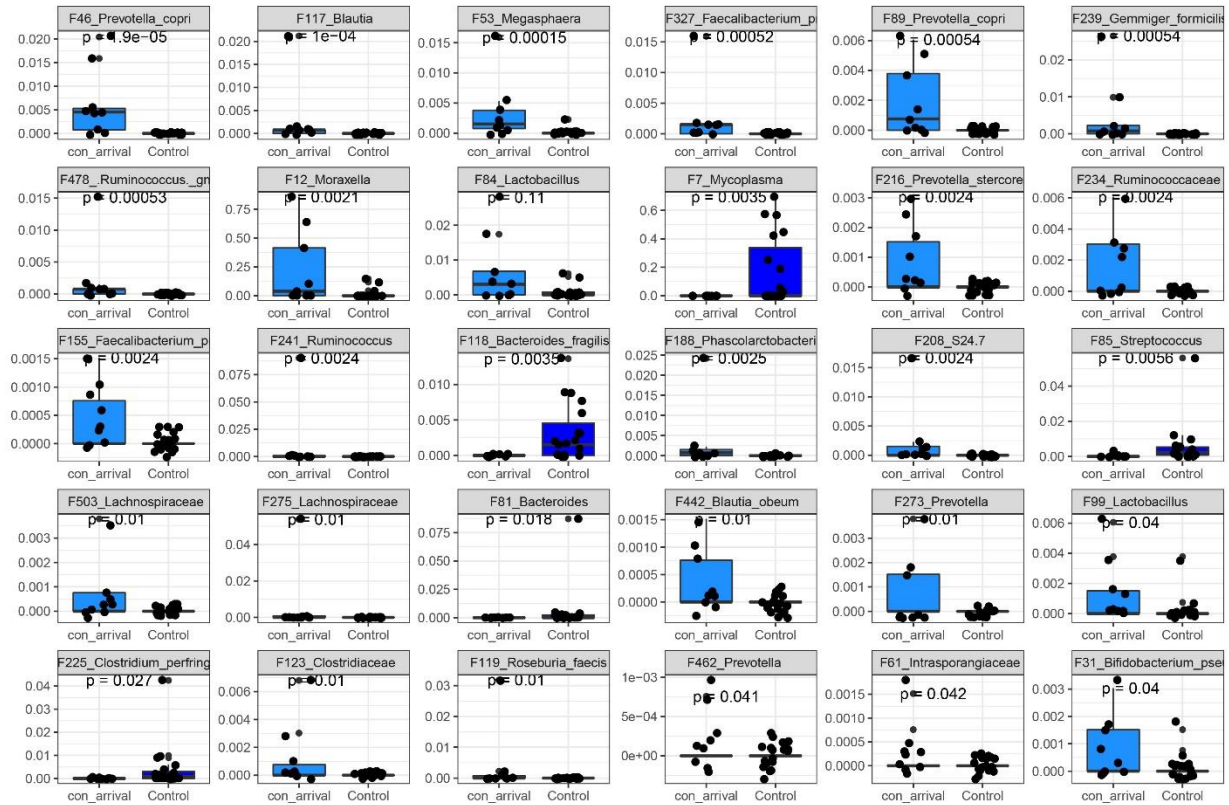 F46_Prevotella_copri F117_Blautia F53_Megasphaera F327_Faecalibacterium_p F89_Prevotella_copri F239_Gemmiger_formicilis
p = 1.9e-05 p = 1e-04 p = 0.00015 p = 0.00052 p = 0.00054 p = 0.00054
0.020 0.020 0.015 0.015 0.006 0.02
0.015 0.015 0.010 0.010 0.004 0.01
0.010 0.010 0.005 0.005 0.002 0.00
0.005 0.005 0.000 0.000 0.000
0.000 0.000
con_arrival Control con_arrival Control con_arrival Control con_arrival Control con_arrival Control con_arrival Control
F478_.Ruminococcus._gn F12_Moraxella F84_Lactobacillus F7_Mycoplasma F216_Prevotella_stercore F234_Ruminococcaceae
p = 0.00053 p = 0.0021 p = 0.11 p = 0.0035 p = 0.0024 p = 0.0024
0.015 0.75 0.02 0.6 0.003 0.006
0.010 0.50 0.01 0.4 0.002 0.004
0.005 0.25 0.00 0.2 0.001 0.002
0.000 0.00 0.0 0.000 0.000
con_arrival Control con_arrival Control con_arrival Control con_arrival Control con_arrival Control con_arrival Control
F155_Faecalibacterium_p F241_Ruminococcus F118_Bacteroides_fragilis F188_Phascolarctobacteri F208_S24.7 F85_Streptococcus
p = 0.0024 p = 0.0024 p = 0.0035 p = 0.0025 p = 0.0024 p = 0.0056
0.0015 0.075 0.010 0.025 0.015 0.04
0.0010 0.050 0.005 0.020 0.010 0.02
0.0005 0.025 0.000 0.015 0.005 0.00
0.0000 0.000 0.010 0.000
0.005
0.000
con_arrival Control con_arrival Control con_arrival Control con_arrival Control con_arrival Control con_arrival Control
F503_Lachnospiraceae F275_Lachnospiraceae F81_Bacteroides F442_Blautia_obeum F273_Prevotella F99_Lactobacillus
p = 0.01 p = 0.01 p = 0.018 p = 0.01 p = 0.01 p = 0.04
0.003 0.04 0.075 0.0015 0.003 0.006
0.002 0.02 0.050 0.0010 0.002 0.004
0.001 0.00 0.025 0.0005 0.001 0.002
0.000 0.000 0.0000 0.000 0.000
con_arrival Control con_arrival Control con_arrival Control con_arrival Control con_arrival Control con_arrival Control
F225_Clostridium_perfring F123_Clostridiaceae F119_Roseburia_faecis F462_Prevotella F61_Intrasporangiaceae F31_Bifidobacterium_pse
p = 0.027 p = 0.01 p = 0.01 p = 0.041 p = 0.042 p = 0.04
0.04 0.006 0.03 1e−03 0.0015 0.003
0.03 0.004 0.02 5e−04 0.0010 0.002
0.02 0.002 0.01 0e+00 0.0005 0.001
0.01 0.000 0.00 0.0000 0.000
0.00
con_arrival Control con_arrival Control con_arrival Control con_arrival Control con_arrival Control con_arrival Control